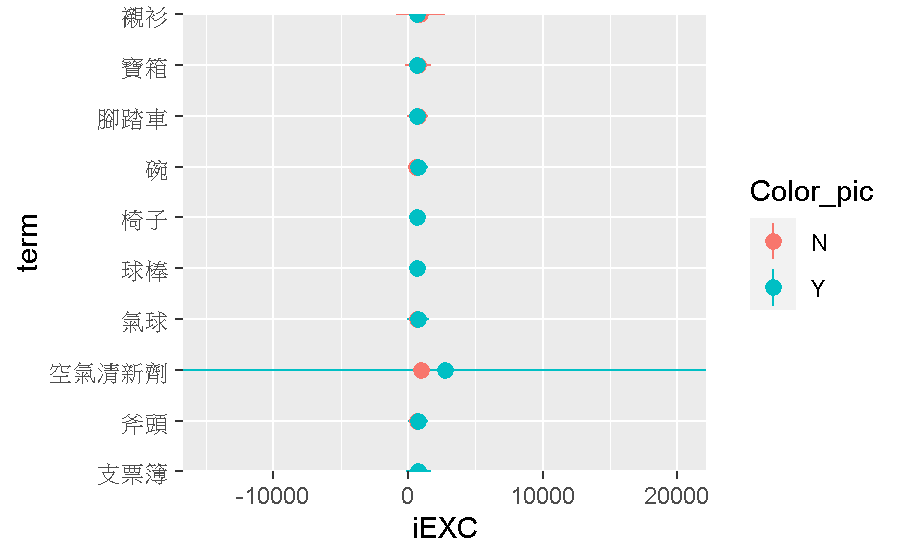 襯衫
寶箱
腳踏車
碗
椅子
球棒
氣球
空氣清新劑
斧頭
支票簿
term
-10000
0
10000
20000
iEXC
Color_pic
N
Y